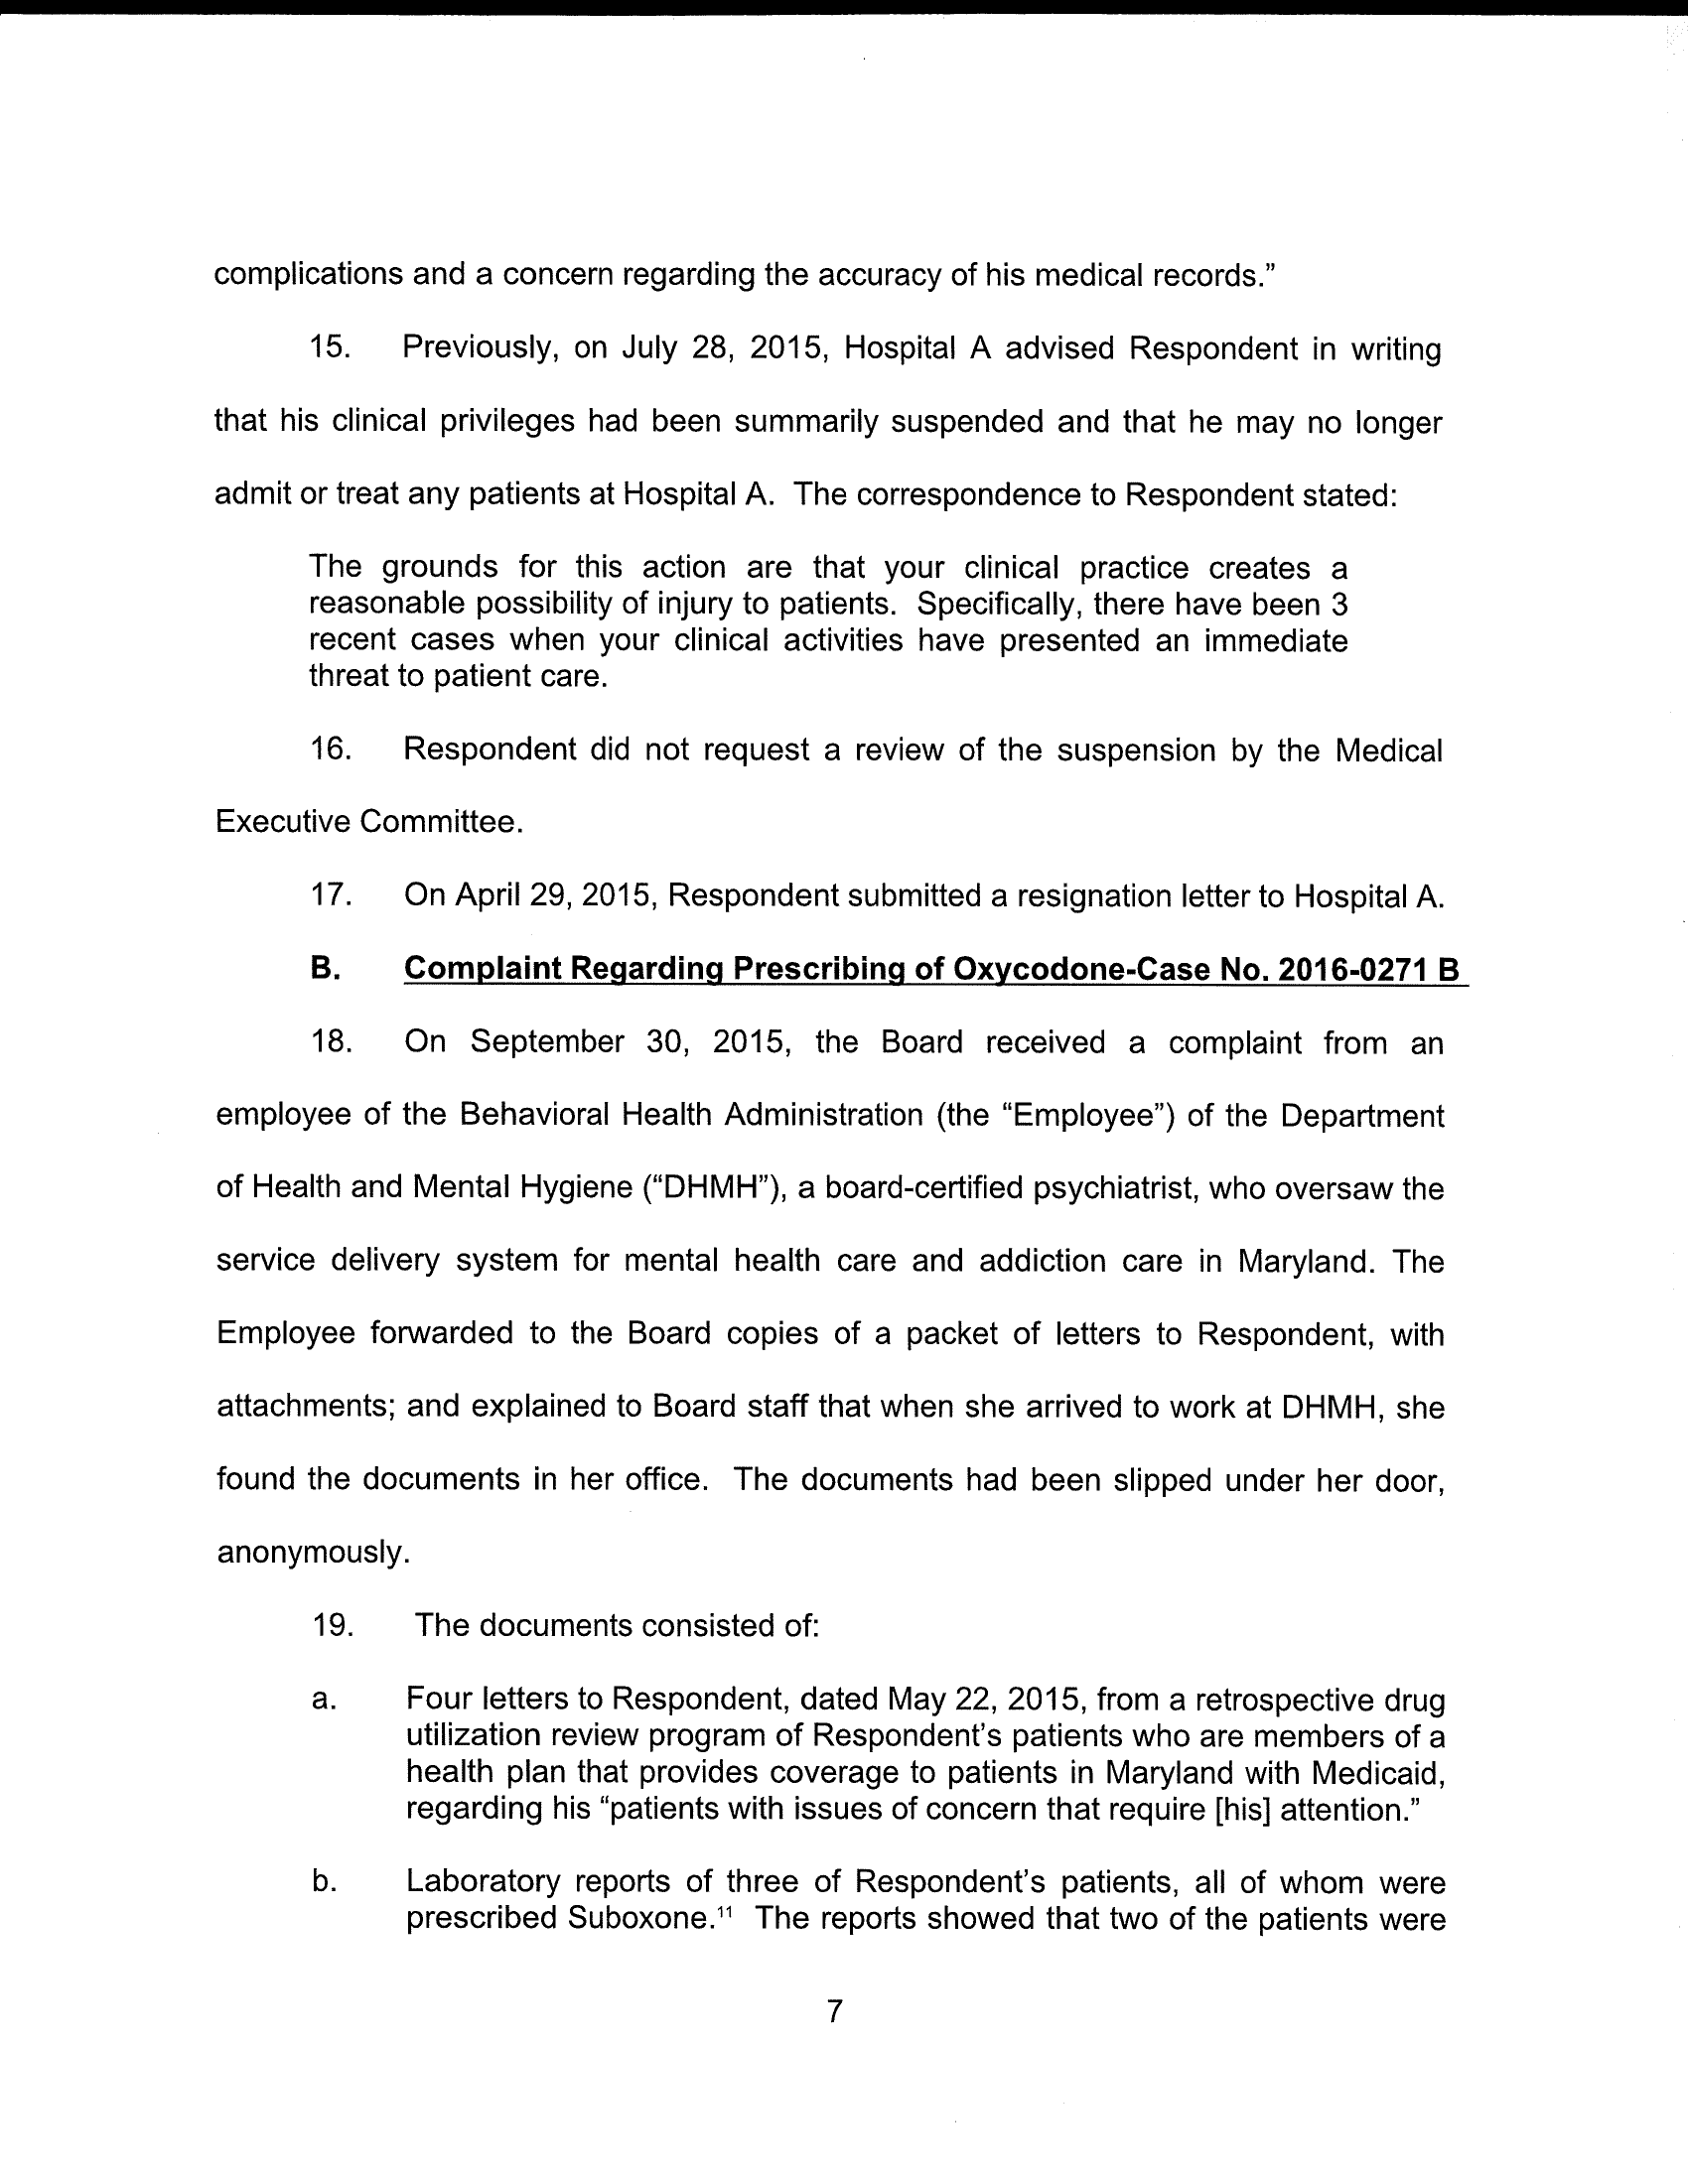 complications and a concern regarding the accuracy of his medical records.”
15. Previously, on July 28, 2015, Hospital A advised Respondent in writing
that his clinical privileges had been summarily suspended and that he may no longer
admit or treat any patients at Hospital A. The correspondence to Respondent stated:
The grounds for this action are that your clinical practice creates a
reasonable possibility of injury to patients. Specifically, there have been 3
recent cases when your clinical activities have presented an immediate
threat to patient care.
16. Respondent did not request a review of the suspension by the Medical
Executive Committee.
17. On April 29, 2015, Respondent submitted a resignation letter to Hospital A.
B. Complaint Regarding Prescribing of Oxycodone-Case No. 2016-0271 B
18. On September 30, 2015, the Board received a complaint from an
employee of the Behavioral Health Administration (the “Employee”) of the Department
of Health and Mental Hygiene (“DHMH”), a board-certified psychiatrist, who oversaw the
service delivery system for mental health care and addiction care in Maryland. The
Employee forwarded to the Board copies of a packet of letters to Respondent, with
attachments; and explained to Board staff that when she arrived to work at DHMH, she
found the documents in her office. The documents had been slipped under her door,
anonymously.
19. The documents consisted of:
a. Four letters to Respondent, dated May 22, 2015, from a retrospective drug
utilization review program of Respondent’s patients who are members of a
health plan that provides coverage to patients in Maryland with Medicaid,
regarding his “patients with issues of concern that require [his] attention.”
b. Laboratory reports of three of Respondent’s patients, all of whom were
prescribed Suboxone.¹¹ The reports showed that two of the patients were
7